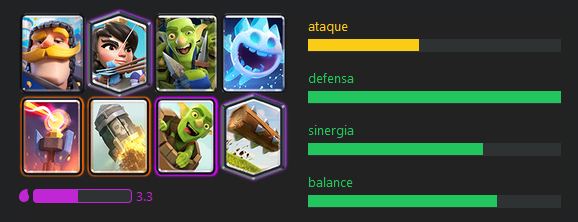 ataque
defensa
sinergia
balance
3.3